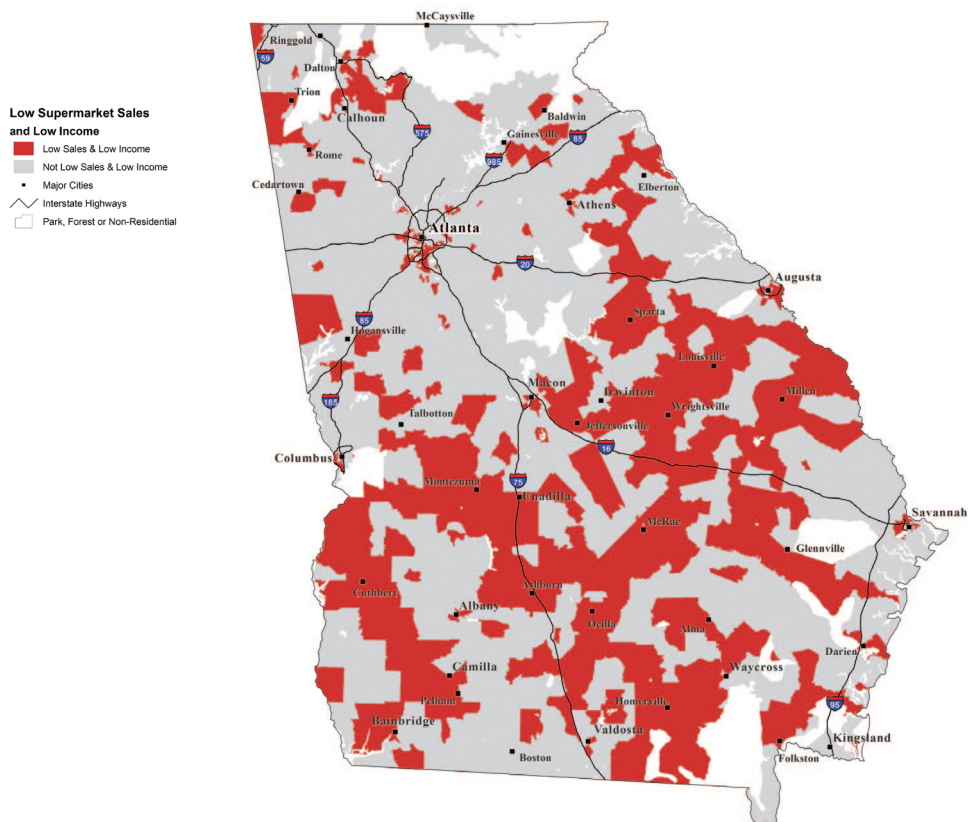 McCaysville
Ringgold
59
Dalton
Trion
Low Supermarket Sales
and Low Income
Low Sales & Low Income
Not Low Sales & Low Income
Major Cities
Interstate Highways
Park, Forest or Non-Residential
Calhoun
Baldwin
575
Gainesville
85
985
Rome
Cedartown
Elberton
Athens
Atlanta
20
Augusta
Sparta
85
Hogansville
Louisville
Macon
Irwinton
Millen
185
Talbotton
Wrightsville
Jeffersonville
16
Columbus
75
Montezuma
Unadilla
Savannah
McRae
Glennville
Cuthbert
Ashburn
Albany
Ocilla
Alma
Darien
Camilla
Waycross
Pelham
Homerville
95
Bainbridge
Valdosta
Kingsland
Boston
Folkston